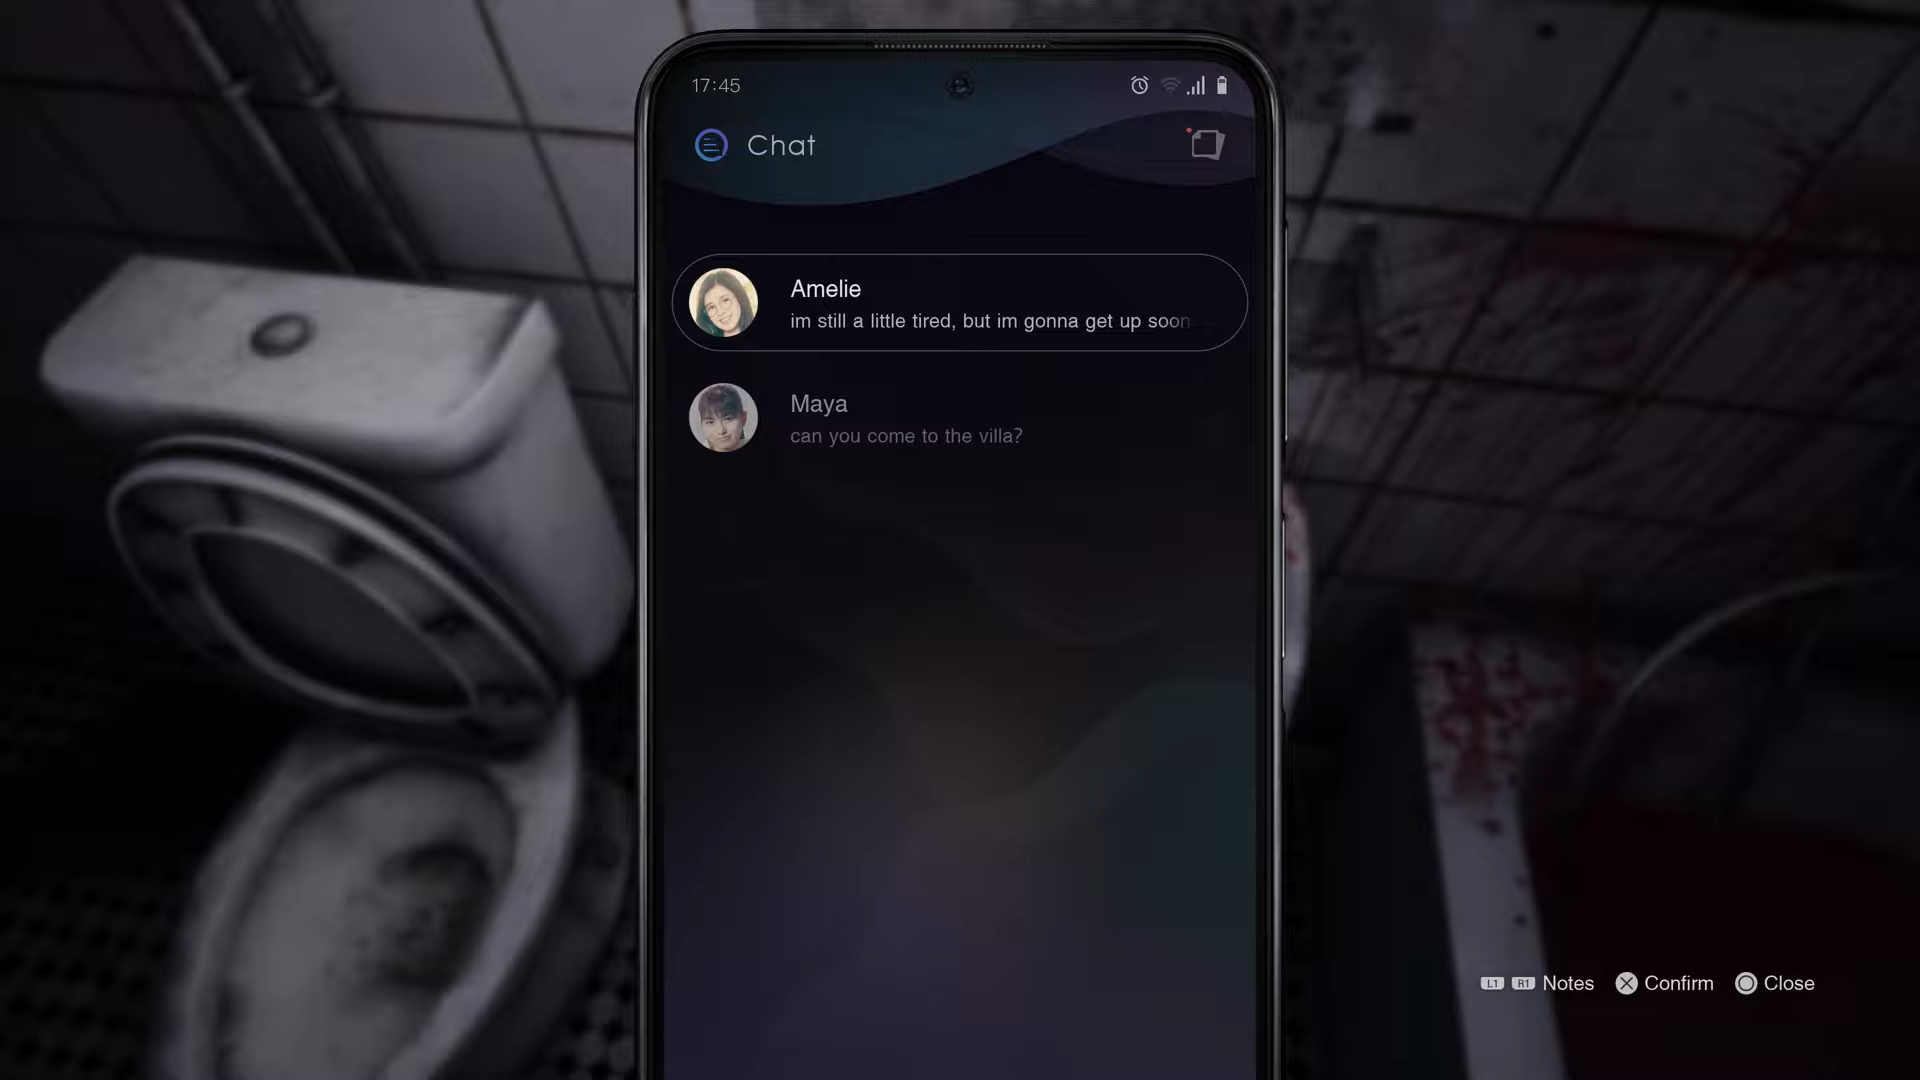 17:45
Chat
Amelie
im still a little tired, but im gonna get up soon
Maya
can you come to the villa?
L1 R1 Notes Confirm Close